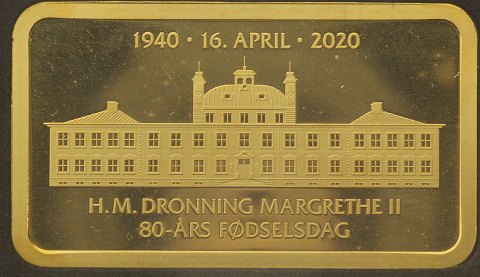 1940 • 16. APRIL • 2020
H.M. DRONNING MARGRETHE II
80-ÅRS FØDSELSDAG